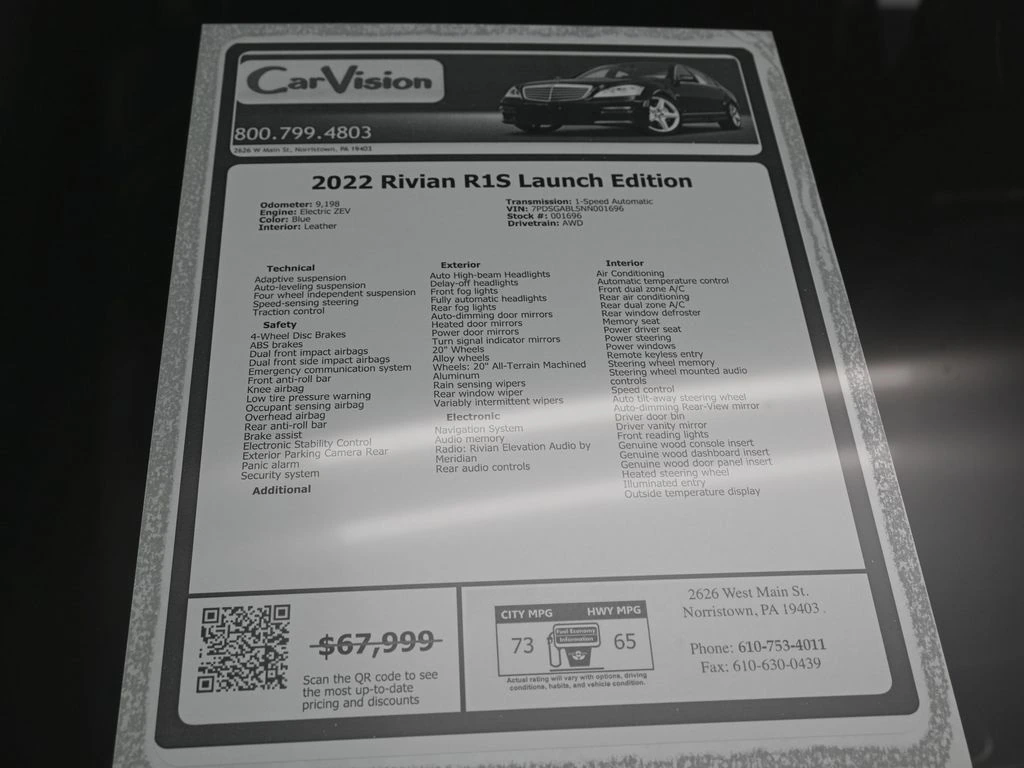 CarVision
800.799.4803
2626 W Main St, Norristown, PA 19403
2022 Rivian R1S Launch Edition
Odometer: 9,198
Engine: Electric ZEV
Color: Blue
Interior: Leather
Transmission: 1-Speed Automatic
VIN: 7PDSGABL5NN001696
Stock #: 001696
Drivetrain: AWD
Technical
Adaptive suspension
Auto-leveling suspension
Four wheel independent suspension
Speed-sensing steering
Traction control
Safety
4-Wheel Disc Brakes
ABS brakes
Dual front impact airbags
Dual front side impact airbags
Emergency communication system
Front anti-roll bar
Knee airbag
Low tire pressure warning
Occupant sensing airbag
Overhead airbag
Rear anti-roll bar
Brake assist
Electronic Stability Control
Exterior Parking Camera Rear
Panic alarm
Security system
Additional
Exterior
Auto High-beam Headlights
Delay-off headlights
Front fog lights
Fully automatic headlights
Rear fog lights
Auto-dimming door mirrors
Heated door mirrors
Power door mirrors
Turn signal indicator mirrors
20" Wheels
Alloy wheels
Wheels: 20" All-Terrain Machined
Aluminum
Rain sensing wipers
Rear window wiper
Variably intermittent wipers
Electronic
Navigation System
Audio memory
Radio: Rivian Elevation Audio by
Meridian
Rear audio controls
Interior
Air Conditioning
Automatic temperature control
Front dual zone A/C
Rear air conditioning
Rear dual zone A/C
Rear window defroster
Memory seat
Power driver seat
Power steering
Power windows
Remote keyless entry
Steering wheel memory
Steering wheel mounted audio
controls
Speed control
Auto tilt-away steering wheel
Auto-dimming Rear-View mirror
Driver door bin
Driver vanity mirror
Front reading lights
Genuine wood console insert
Genuine wood dashboard insert
Genuine wood door panel insert
Heated steering wheel
Illuminated entry
Outside temperature display
$67,999
Scan the QR code to see
the most up-to-date
pricing and discounts
CITY MPG
HWY MPG
73
Fuel Economy
Information
65
Actual rating will vary with options, driving
conditions, habits, and vehicle condition.
2626 West Main St.
Norristown, PA 19403
Phone: 610-753-4011
Fax: 610-630-0439